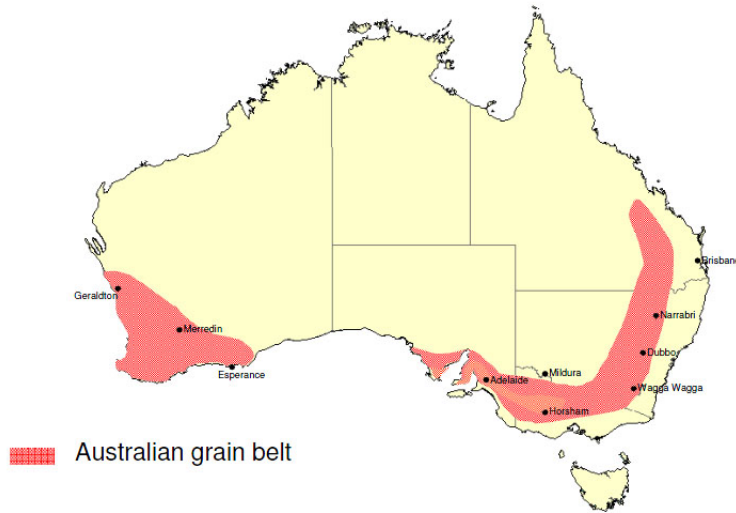 Brisbane
Geraldton
Narrabri
Merredin
Dubbo
Esperance
Mildura
Adelaide
Wagga Wagga
Horsham
Australian grain belt